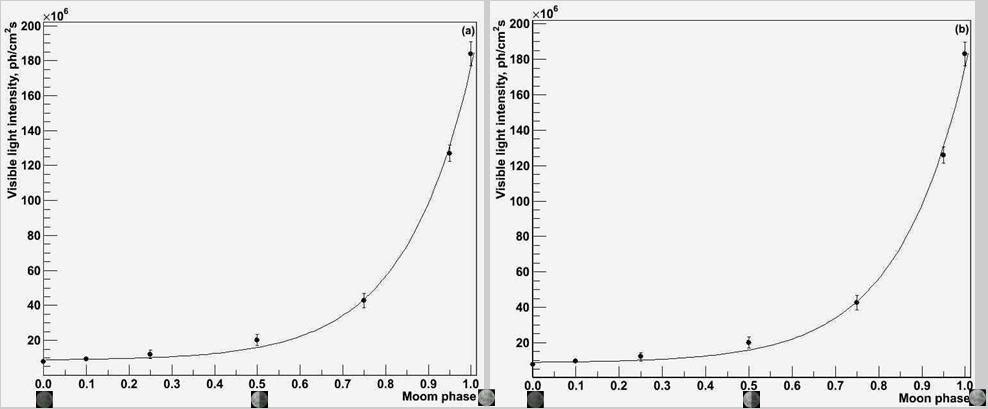 ×10⁶
(a)
Visible light intensity, ph/cm²s
200
180
160
140
120
100
80
60
40
20
0.0 0.1 0.2 0.3 0.4 0.5 0.6 0.7 0.8 0.9 1.0
Moom phase
×10⁶
(b)
Visible light intensity, ph/cm²s
200
180
160
140
120
100
80
60
40
20
0.0 0.1 0.2 0.3 0.4 0.5 0.6 0.7 0.8 0.9 1.0
Moon phase